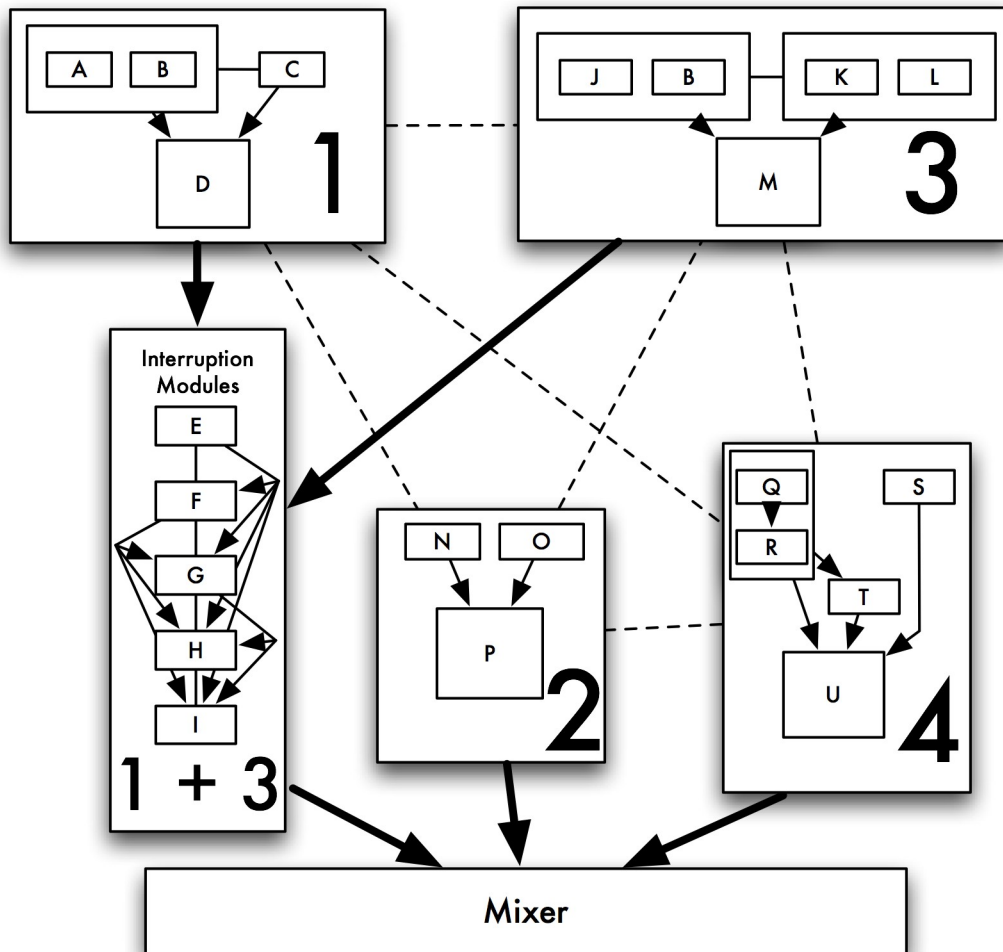 A B C
D
1
J B K L
M
3
Interruption
Modules
E
F
G
H
I
1 + 3
N O
P
2
Q S
R
T
U
4
Mixer